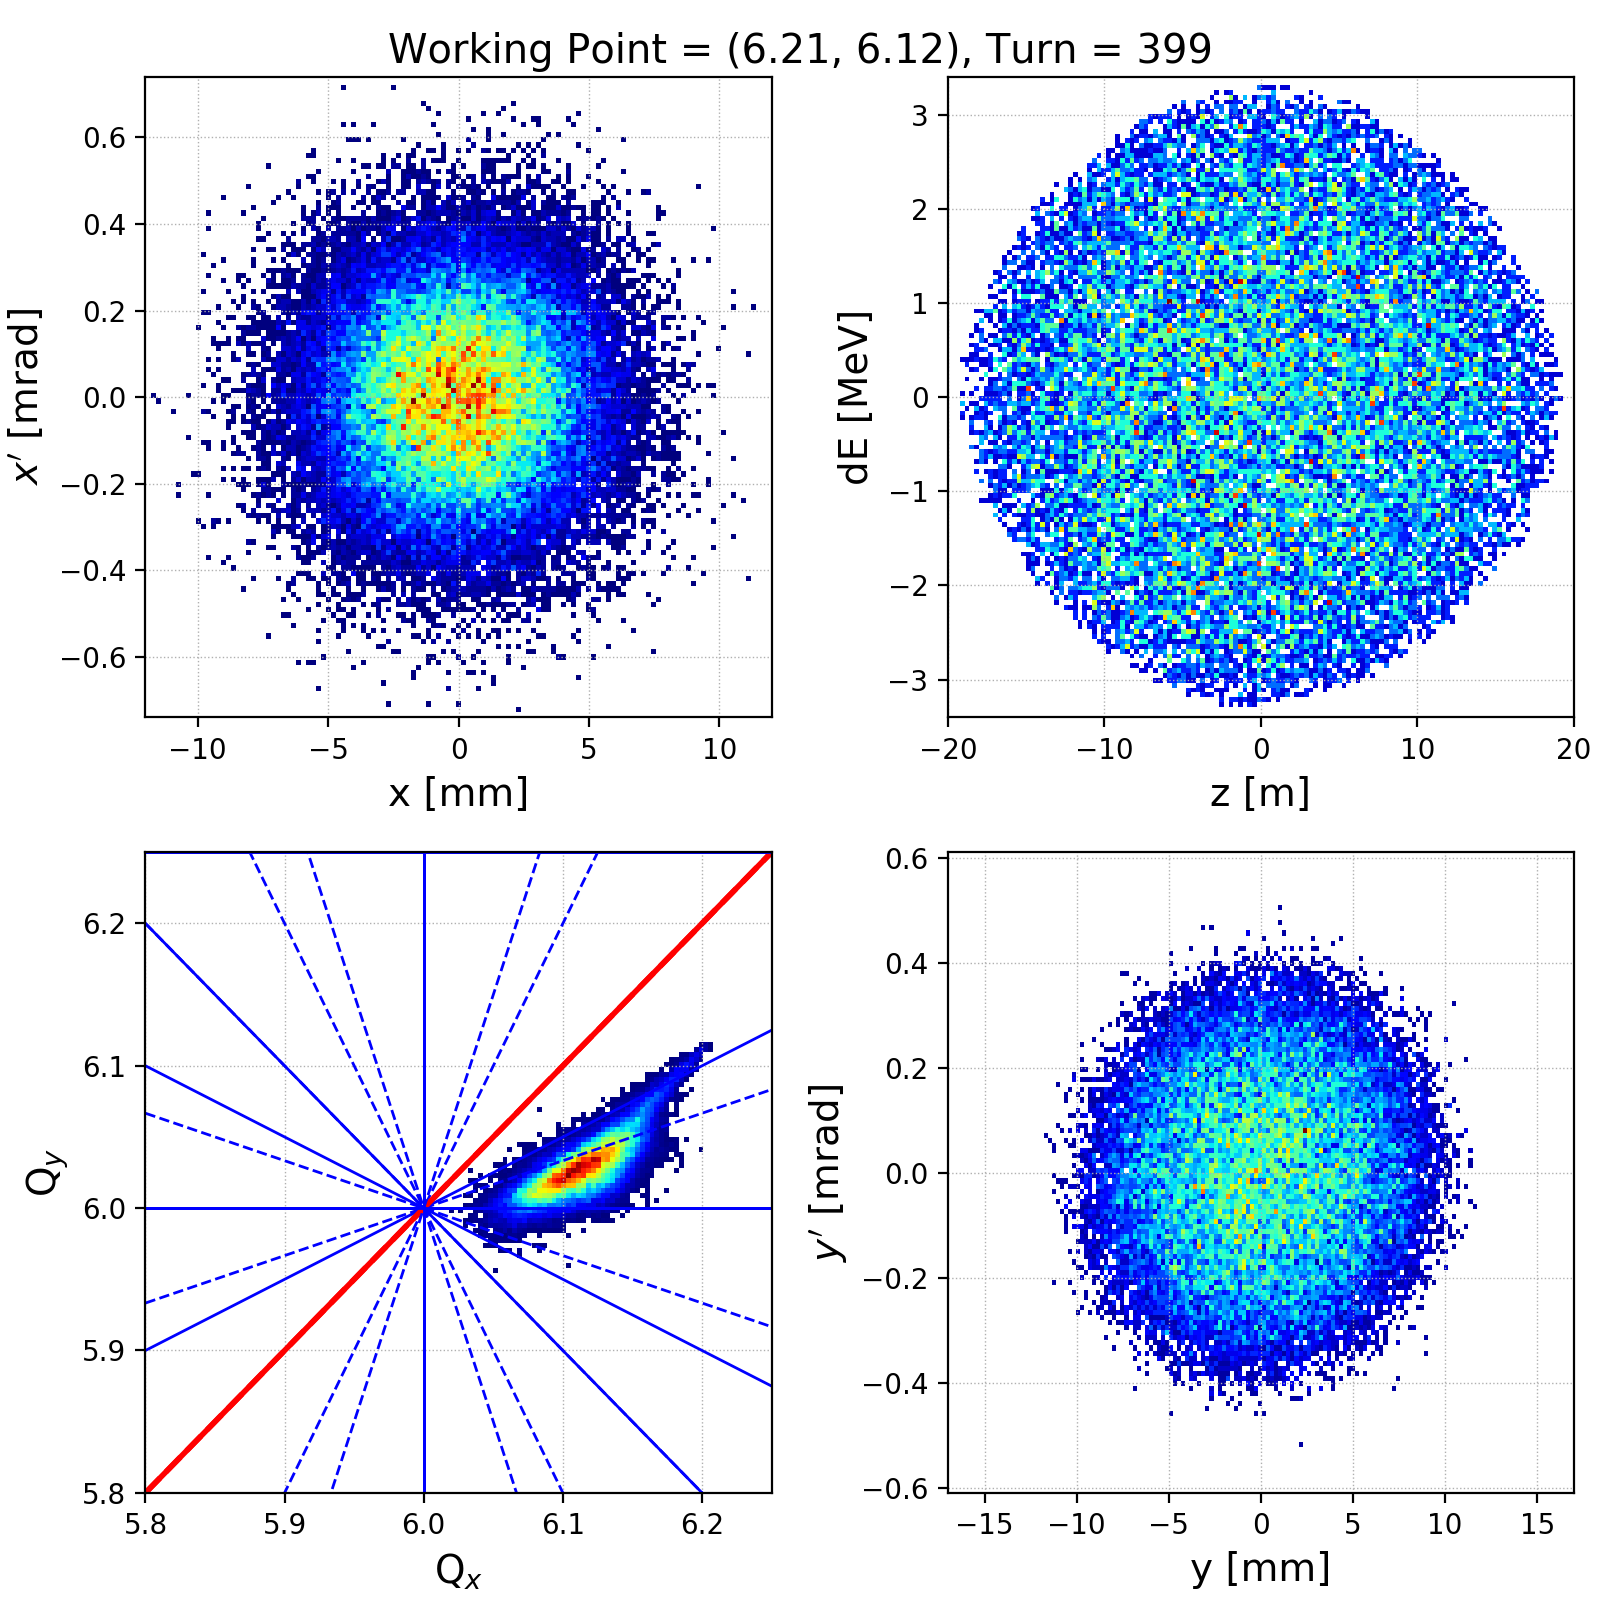 Working Point = (6.21, 6.12), Turn = 399
0.6
0.4
0.2
0.0
−0.2
−0.4
−0.6
x′ [mrad]
−10 −5 0 5 10
x [mm]
3
2
1
0
−1
−2
−3
dE [MeV]
−20 −10 0 10 20
z [m]
6.2
6.1
6.0
5.9
5.8
Qy
5.8 5.9 6.0 6.1 6.2
Qx
0.6
0.4
0.2
0.0
−0.2
−0.4
−0.6
y′ [mrad]
−15 −10 −5 0 5 10 15
y [mm]